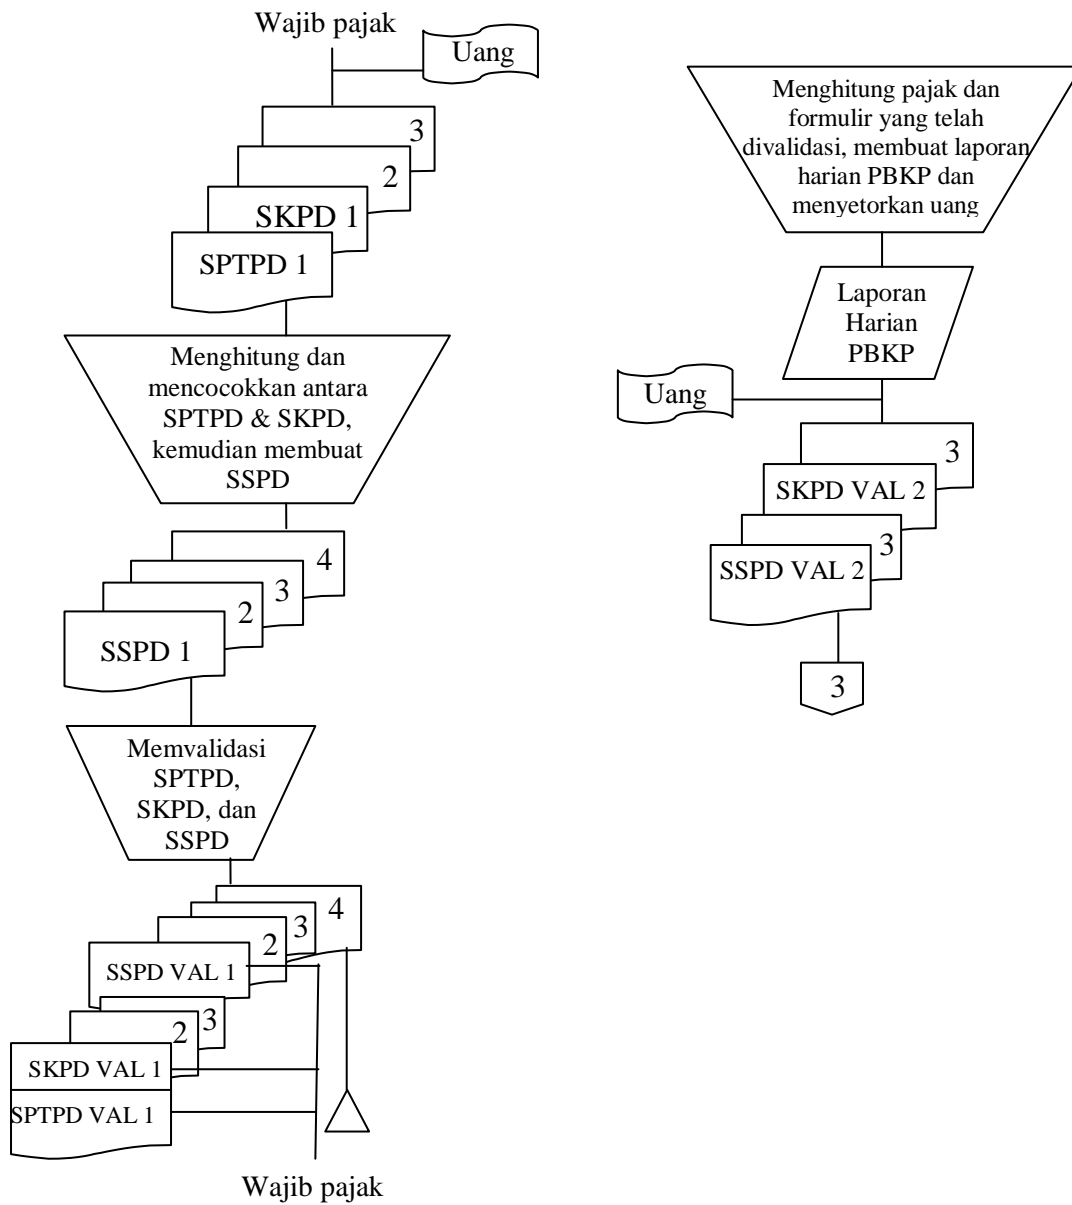 Wajib pajak
Uang
3
2
SKPD 1
SPTPD 1
Menghitung dan
mencocokkan antara
SPTPD & SKPD,
kemudian membuat
SSPD
4
3
2
SSPD 1
Memvalidasi
SPTPD,
SKPD, dan
SSPD
4
3
2
SSPD VAL 1
3
2
SKPD VAL 1
SPTPD VAL 1
Wajib pajak
Menghitung pajak dan
formulir yang telah
divalidasi, membuat laporan
harian PBKP dan
menyetorkan uang
Laporan
Harian
PBKP
Uang
3
SKPD VAL 2
3
SSPD VAL 2
3